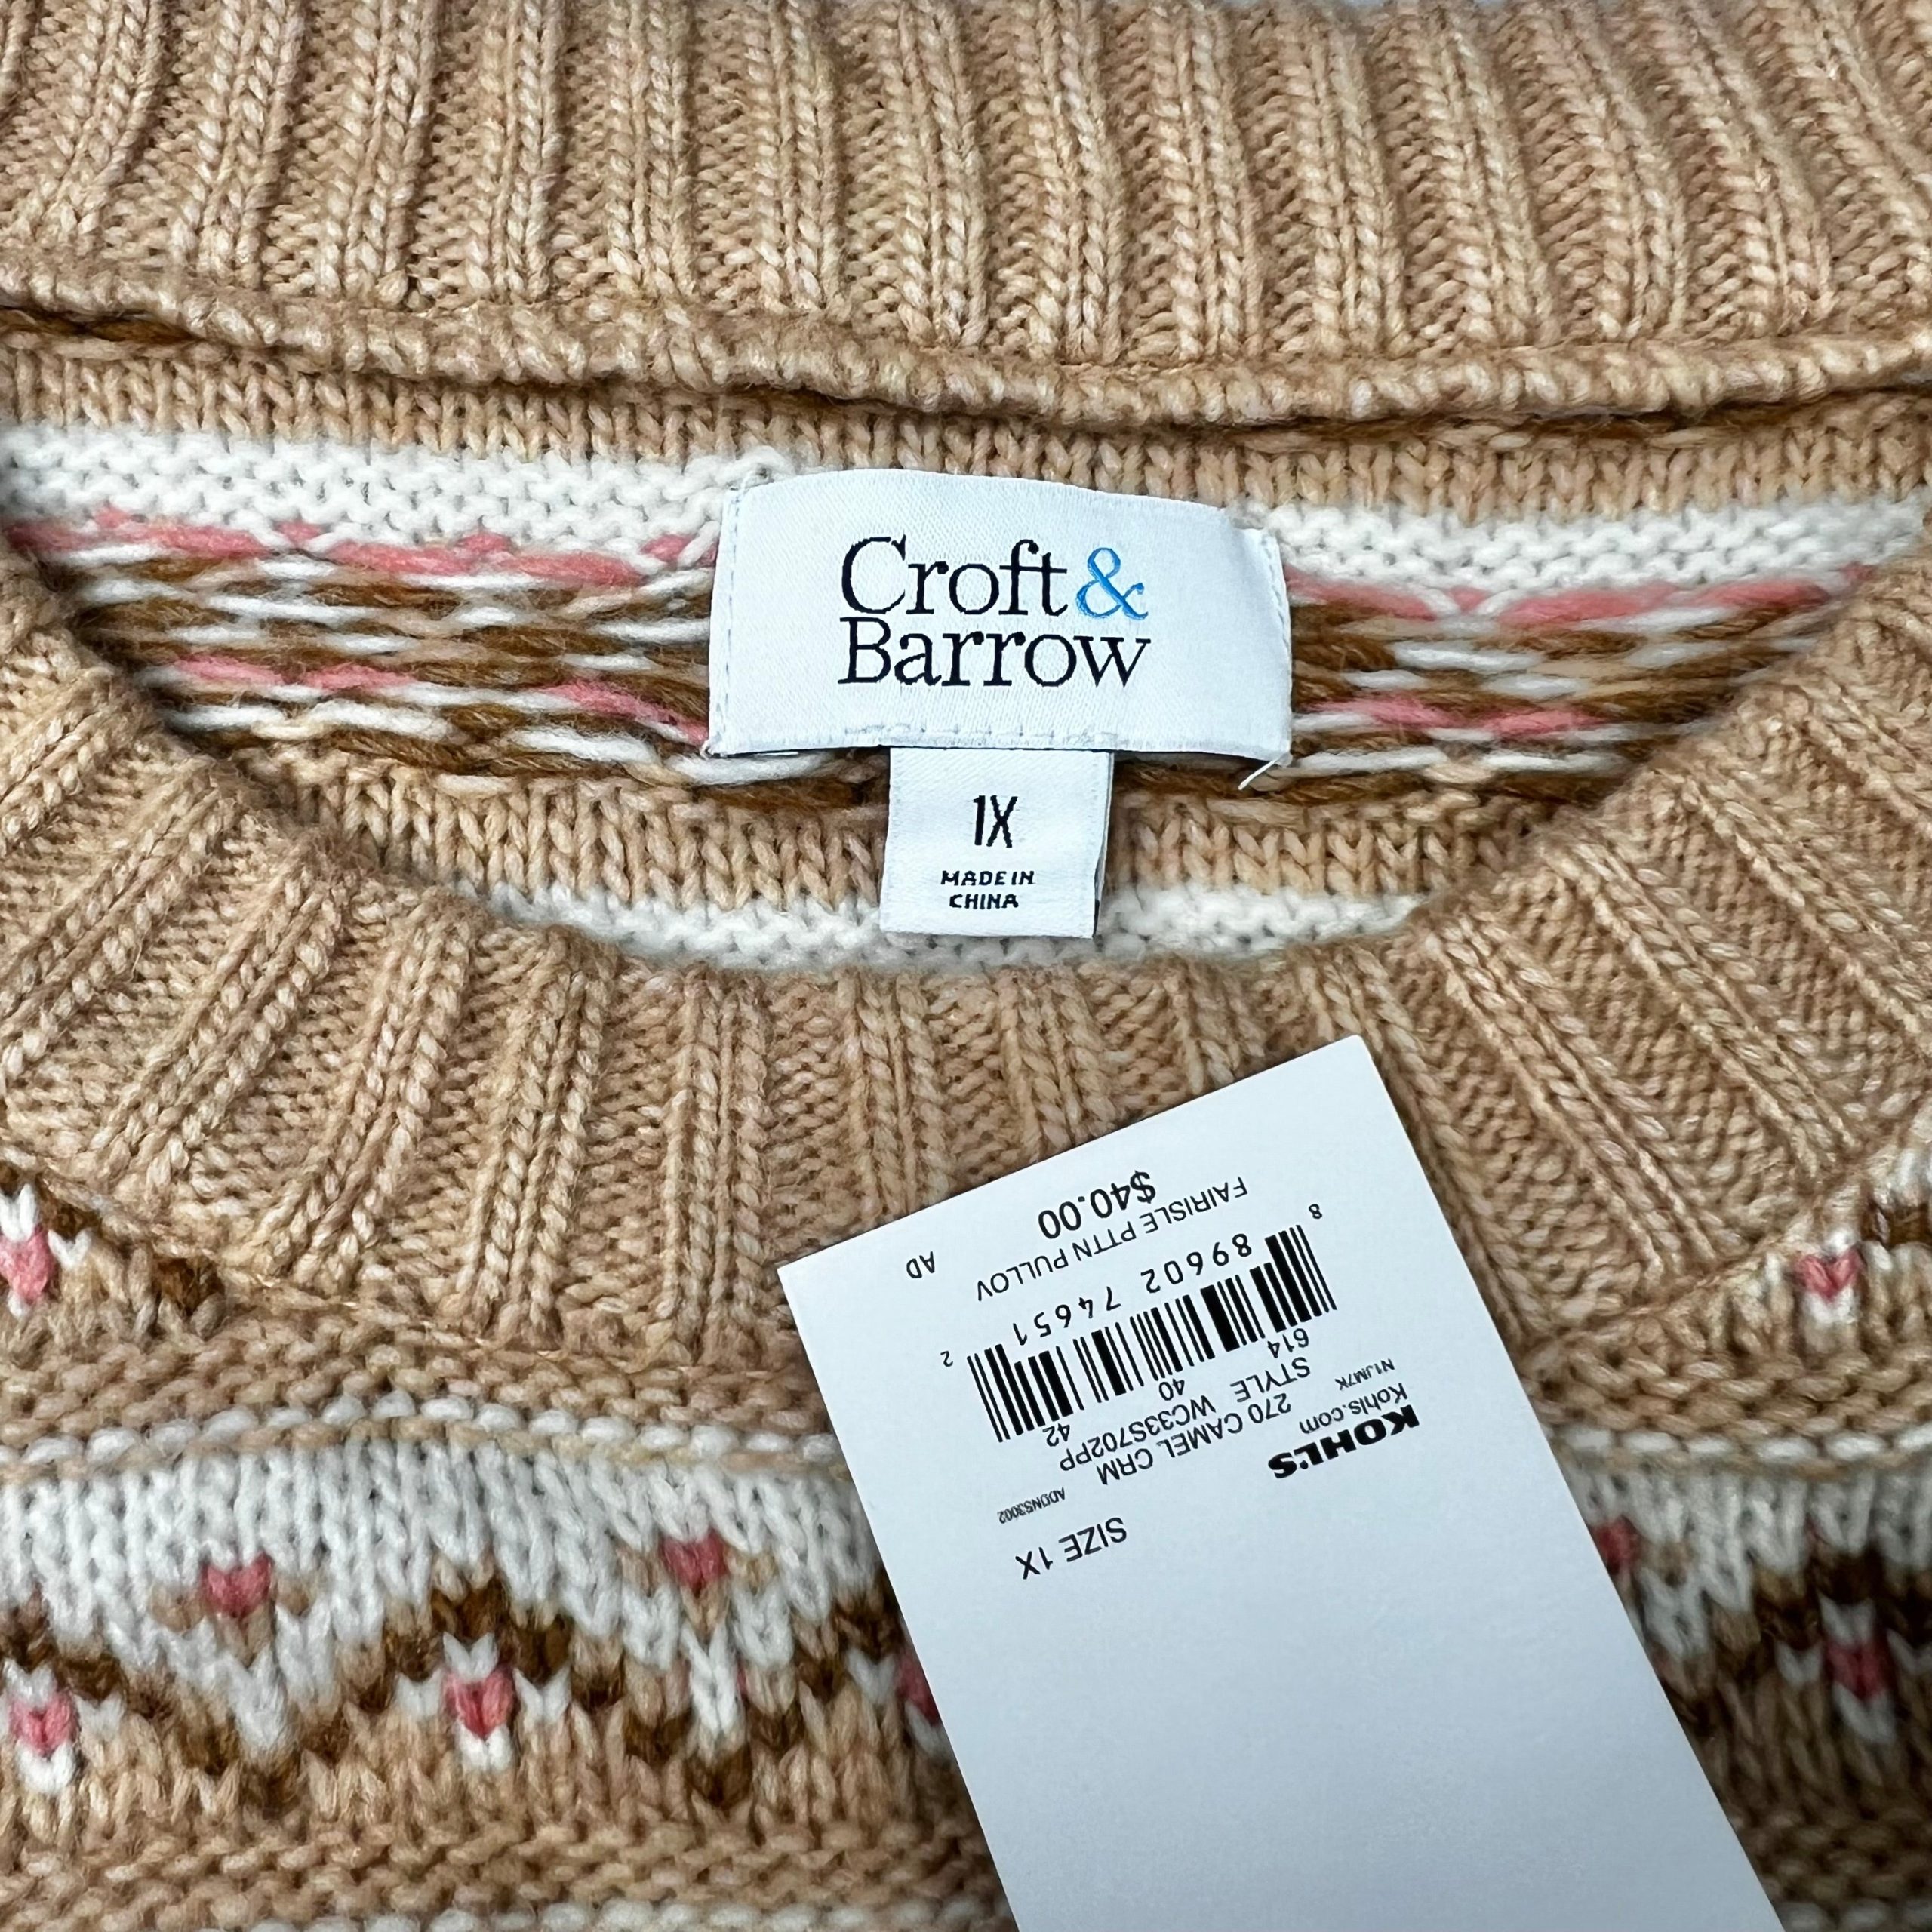 Croft &
Barrow
1X
MADE IN
CHINA
KOHL'S
Kohls.com
N1JM7K
270 CAMEL CRM
STYLE WC33S702PP
614 40 42
8 89602 74651 2
FAIRISLE PTTN PULLOV
$40.00
AD
ADDNS3002
SIZE 1X